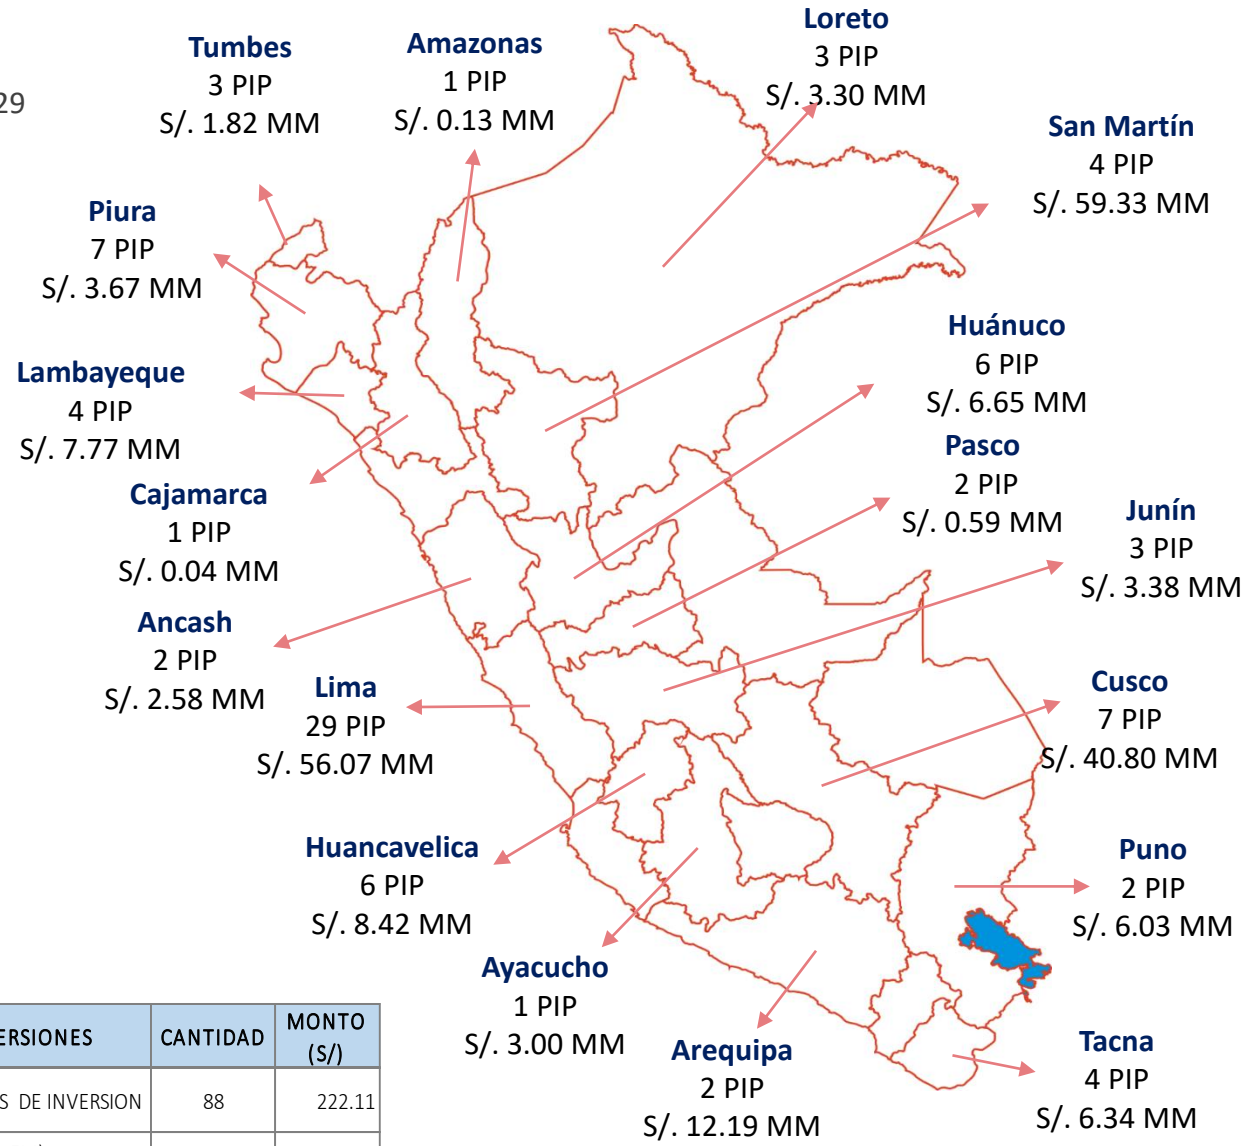 Loreto
3 PIP
S/. 3.30 MM
Tumbes
3 PIP
S/. 1.82 MM
Amazonas
1 PIP
S/. 0.13 MM
29
San Martín
4 PIP
S/. 59.33 MM
Piura
7 PIP
S/. 3.67 MM
Huánuco
6 PIP
S/. 6.65 MM
Lambayeque
4 PIP
S/. 7.77 MM
Pasco
2 PIP
S/. 0.59 MM
Cajamarca
1 PIP
S/. 0.04 MM
Junín
3 PIP
S/. 3.38 MM
Ancash
2 PIP
S/. 2.58 MM
Lima
29 PIP
S/. 56.07 MM
Cusco
7 PIP
S/. 40.80 MM
Huancavelica
6 PIP
S/. 8.42 MM
Puno
2 PIP
S/. 6.03 MM
Ayacucho
1 PIP
S/. 3.00 MM
Arequipa
2 PIP
S/. 12.19 MM
Tacna
4 PIP
S/. 6.34 MM
ERSIONES CANTIDAD MONTO
(S/)
S DE INVERSION 88 222.11